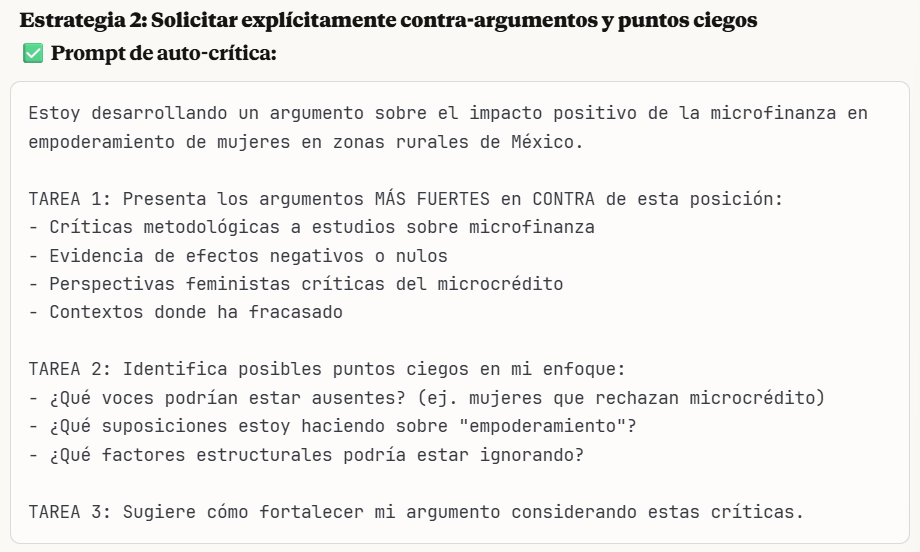 Estrategia 2: Solicitar explícitamente contra-argumentos y puntos ciegos
✅ Prompt de auto-crítica:
Estoy desarrollando un argumento sobre el impacto positivo de la microfinanza en
empoderamiento de mujeres en zonas rurales de México.
TAREA 1: Presenta los argumentos MÁS FUERTES en CONTRA de esta posición:
- Críticas metodológicas a estudios sobre microfinanza
- Evidencia de efectos negativos o nulos
- Perspectivas feministas críticas del microcrédito
- Contextos donde ha fracasado
TAREA 2: Identifica posibles puntos ciegos en mi enfoque:
- ¿Qué voces podrían estar ausentes? (ej. mujeres que rechazan microcrédito)
- ¿Qué suposiciones estoy haciendo sobre "empoderamiento"?
- ¿Qué factores estructurales podría estar ignorando?
TAREA 3: Sugiere cómo fortalecer mi argumento considerando estas críticas.